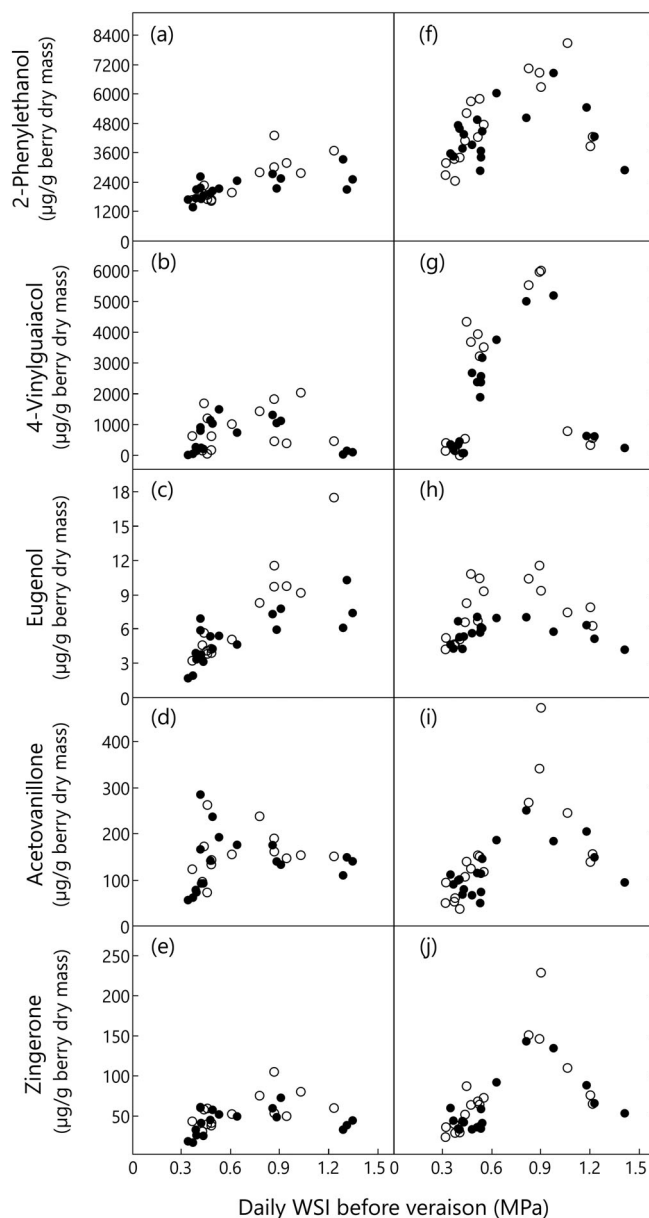 2-Phenylethanol
(µg/g berry dry mass)
8400
7200
6000
4800
3600
2400
1200
0
(a)
(f)
4-Vinylguaiacol
(µg/g berry dry mass)
6000
5000
4000
3000
2000
1000
0
(b)
(g)
Eugenol
(µg/g berry dry mass)
18
15
12
9
6
3
0
(c)
(h)
Acetovanillone
(µg/g berry dry mass)
400
300
200
100
0
(d)
(i)
Zingerone
(µg/g berry dry mass)
250
200
150
100
50
(e)
(j)
0 0.3 0.6 0.9 1.2 1.5 0 0.3 0.6 0.9 1.2 1.5
Daily WSI before veraison (MPa)